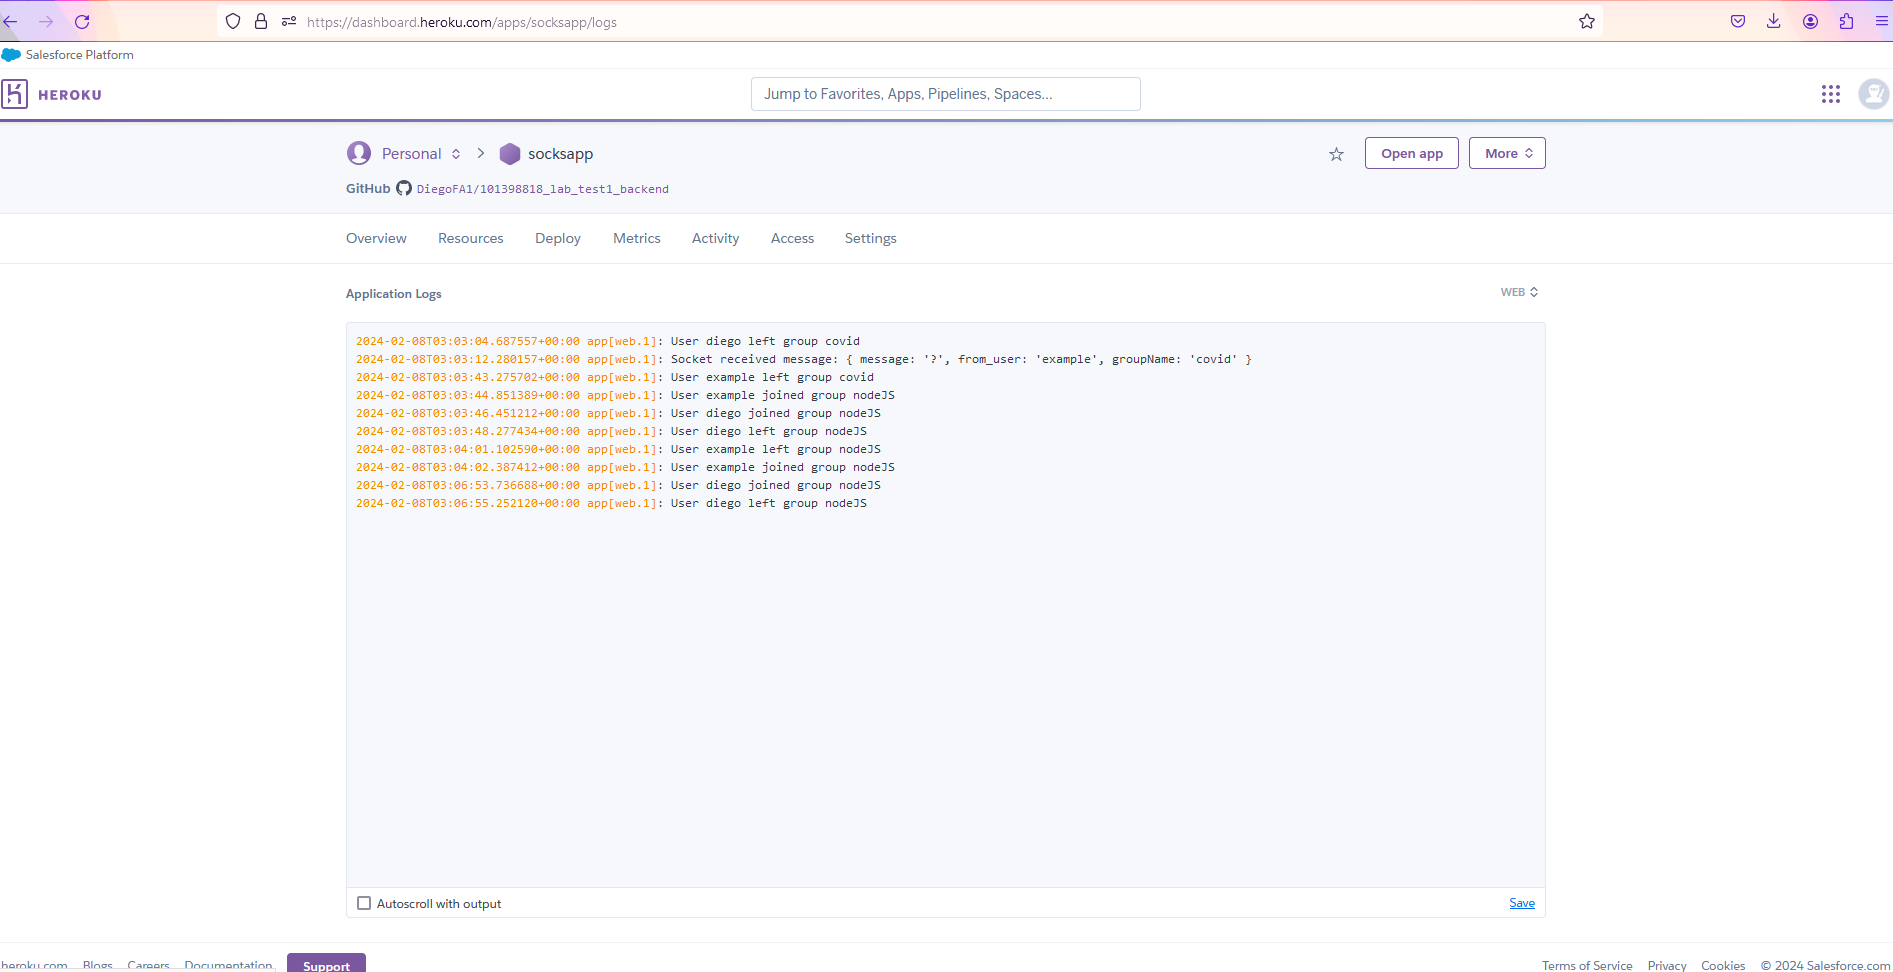 https://dashboard.heroku.com/apps/socksapp/logs
Salesforce Platform
HEROKU
Jump to Favorites, Apps, Pipelines, Spaces...
Personal > socksapp
Open app
More
GitHub DiegoFA1/101398818_lab_test1_backend
Overview Resources Deploy Metrics Activity Access Settings
Application Logs
WEB
2024-02-08T03:03:04.687557+00:00 app[web.1]: User diego left group covid
2024-02-08T03:03:12.280157+00:00 app[web.1]: Socket received message: { message: '?', from_user: 'example', groupName: 'covid' }
2024-02-08T03:03:43.275702+00:00 app[web.1]: User example left group covid
2024-02-08T03:03:44.851389+00:00 app[web.1]: User example joined group nodeJS
2024-02-08T03:03:46.451212+00:00 app[web.1]: User diego joined group nodeJS
2024-02-08T03:03:48.277434+00:00 app[web.1]: User diego left group nodeJS
2024-02-08T03:04:01.102590+00:00 app[web.1]: User example left group nodeJS
2024-02-08T03:04:02.387412+00:00 app[web.1]: User example joined group nodeJS
2024-02-08T03:06:53.736688+00:00 app[web.1]: User diego joined group nodeJS
2024-02-08T03:06:55.252120+00:00 app[web.1]: User diego left group nodeJS
Autoscroll with output
Save
heroku.com Blogs Careers Documentation Support
Terms of Service Privacy Cookies © 2024 Salesforce.com